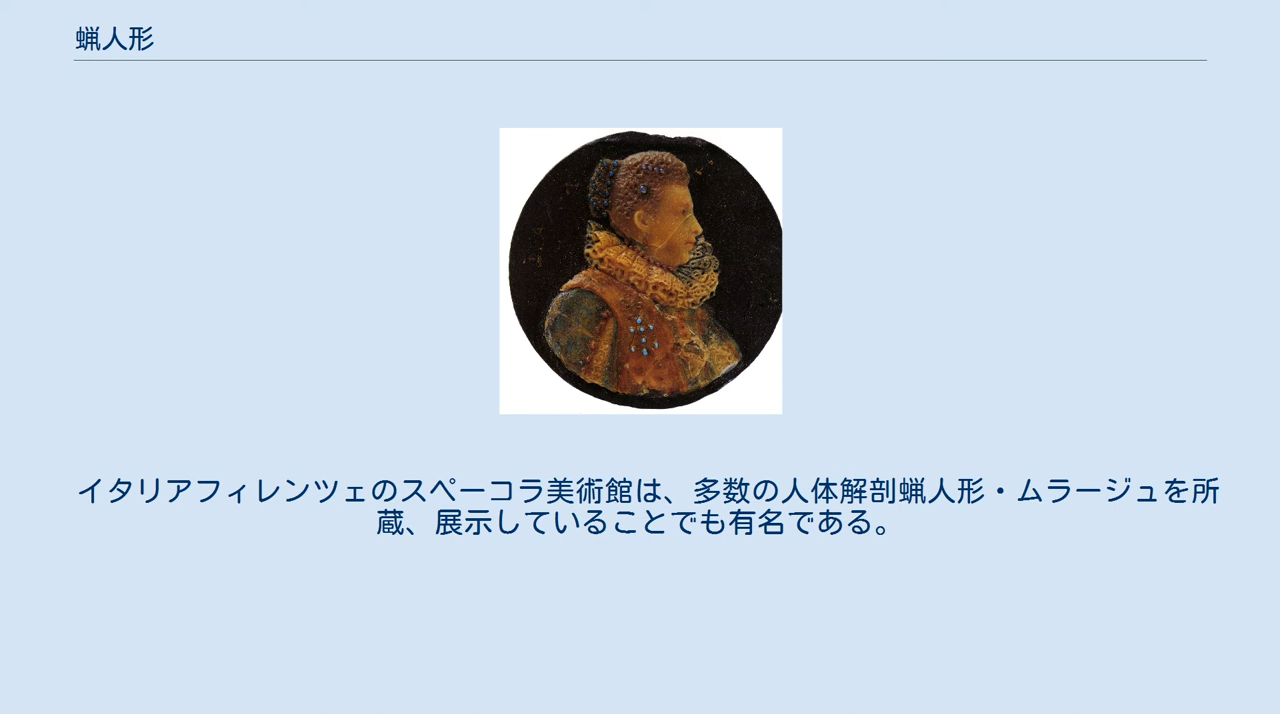 蝋人形
イタリアフィレンツェのスペーコラ美術館は、多数の人体解剖蝋人形・ムラージュを所
蔵、展示していることでも有名である。